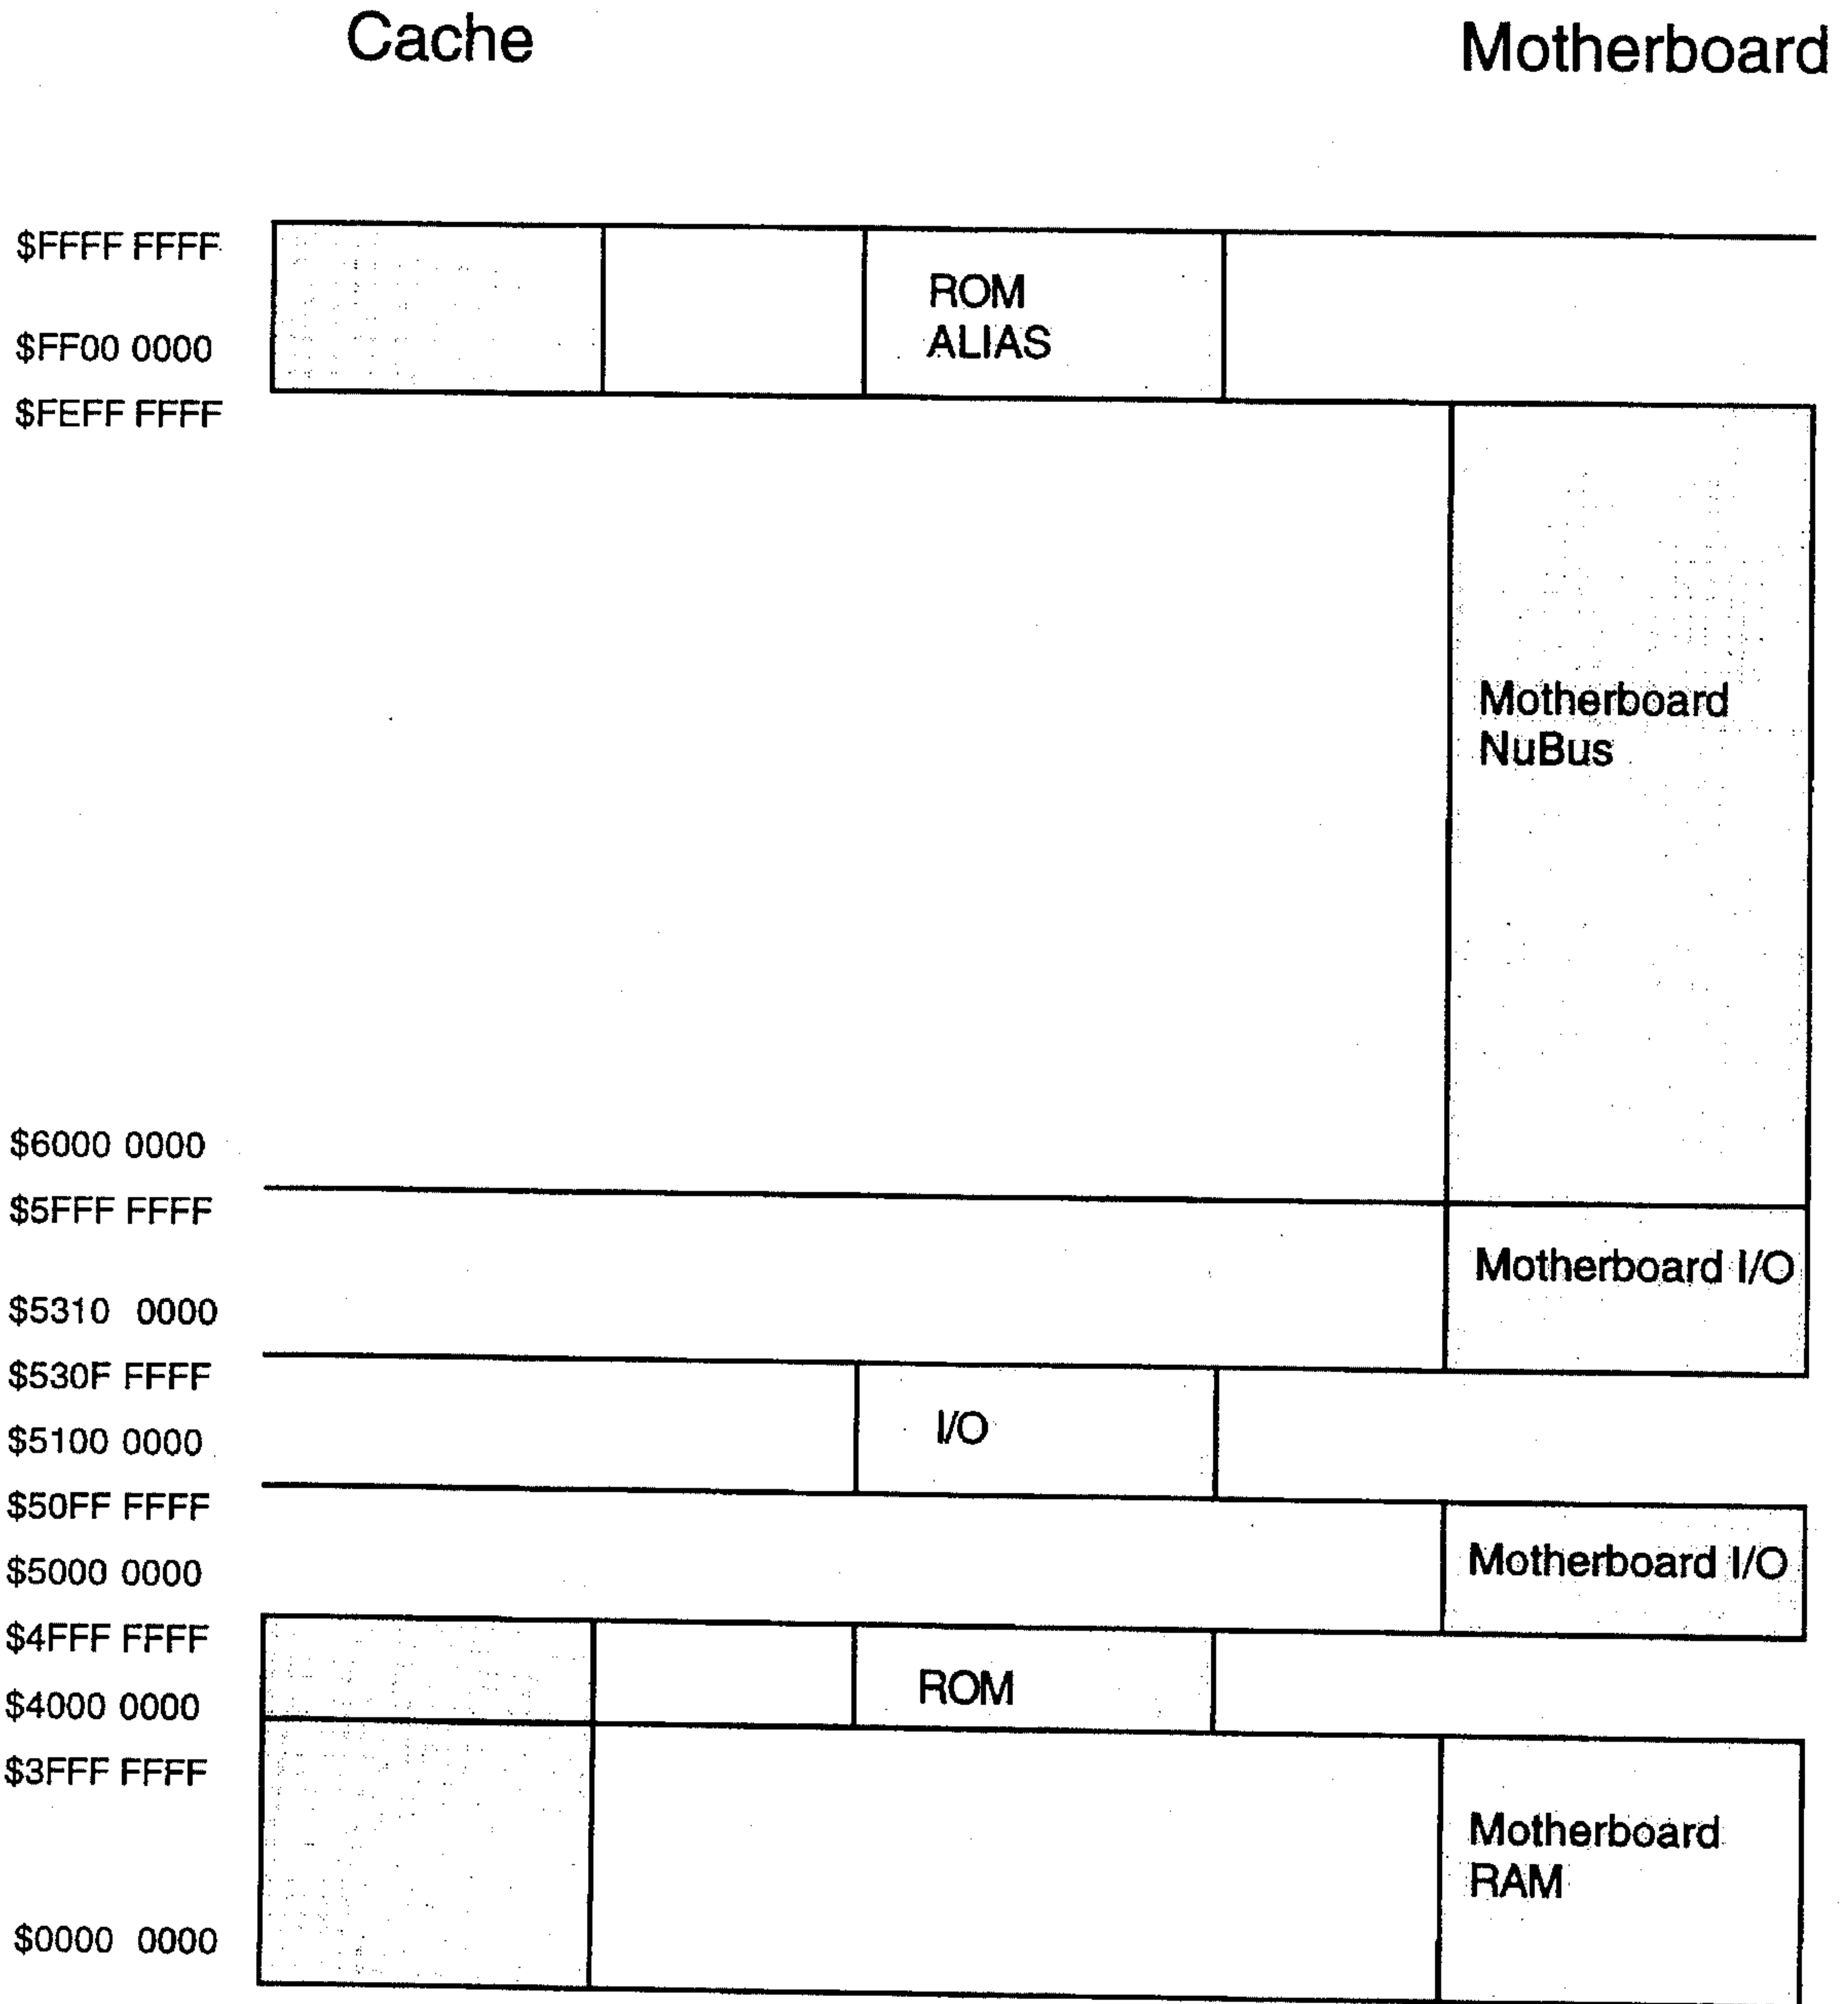 Cache
Motherboard
$FFFF FFFF
ROM
ALIAS
$FF00 0000
$FEFF FFFF
Motherboard
NuBus
$6000 0000
$5FFF FFFF
Motherboard I/O
$5310 0000
$530F FFFF
I/O
$5100 0000
$50FF FFFF
Motherboard I/O
$5000 0000
$4FFF FFFF
ROM
$4000 0000
$3FFF FFFF
Motherboard
RAM
$0000 0000